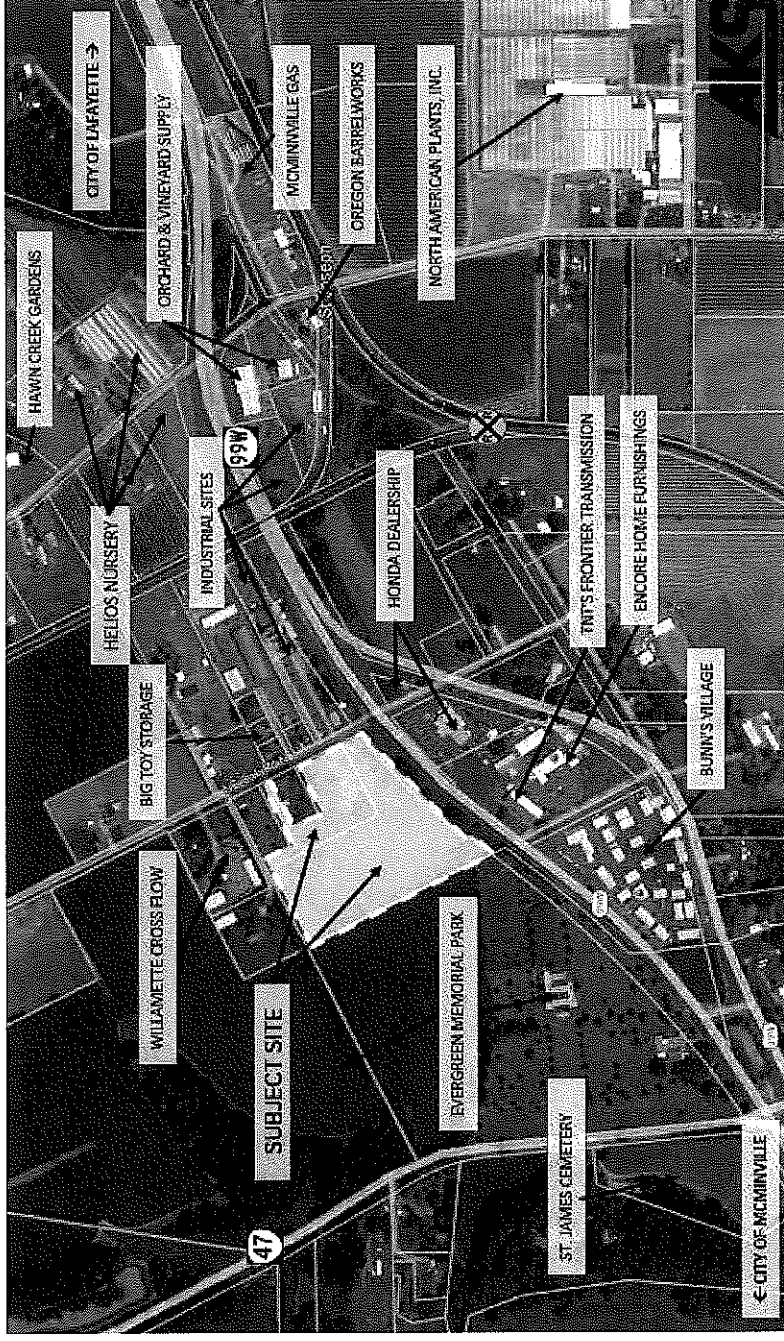 CITY OF LAFAYETTE →
HAWN CREEK GARDENS
ORCHARD & VINEYARD SUPPLY
MCMINNVILLE GAS
OREGON BARRELWORKS
NORTH AMERICAN PLANTS, INC.
HELIOS NURSERY
INDUSTRIAL SITES
99W
HONDA DEALERSHIP
TNT'S FRONTIER TRANSMISSION
ENCORE HOME FURNISHINGS
BIG TOY STORAGE
BUNN'S VILLAGE
WILLAMETTE CROSS FLOW
SUBJECT SITE
EVERGREEN MEMORIAL PARK
47
ST. JAMES CEMETERY
← CITY OF MCMINVILLE
AKS